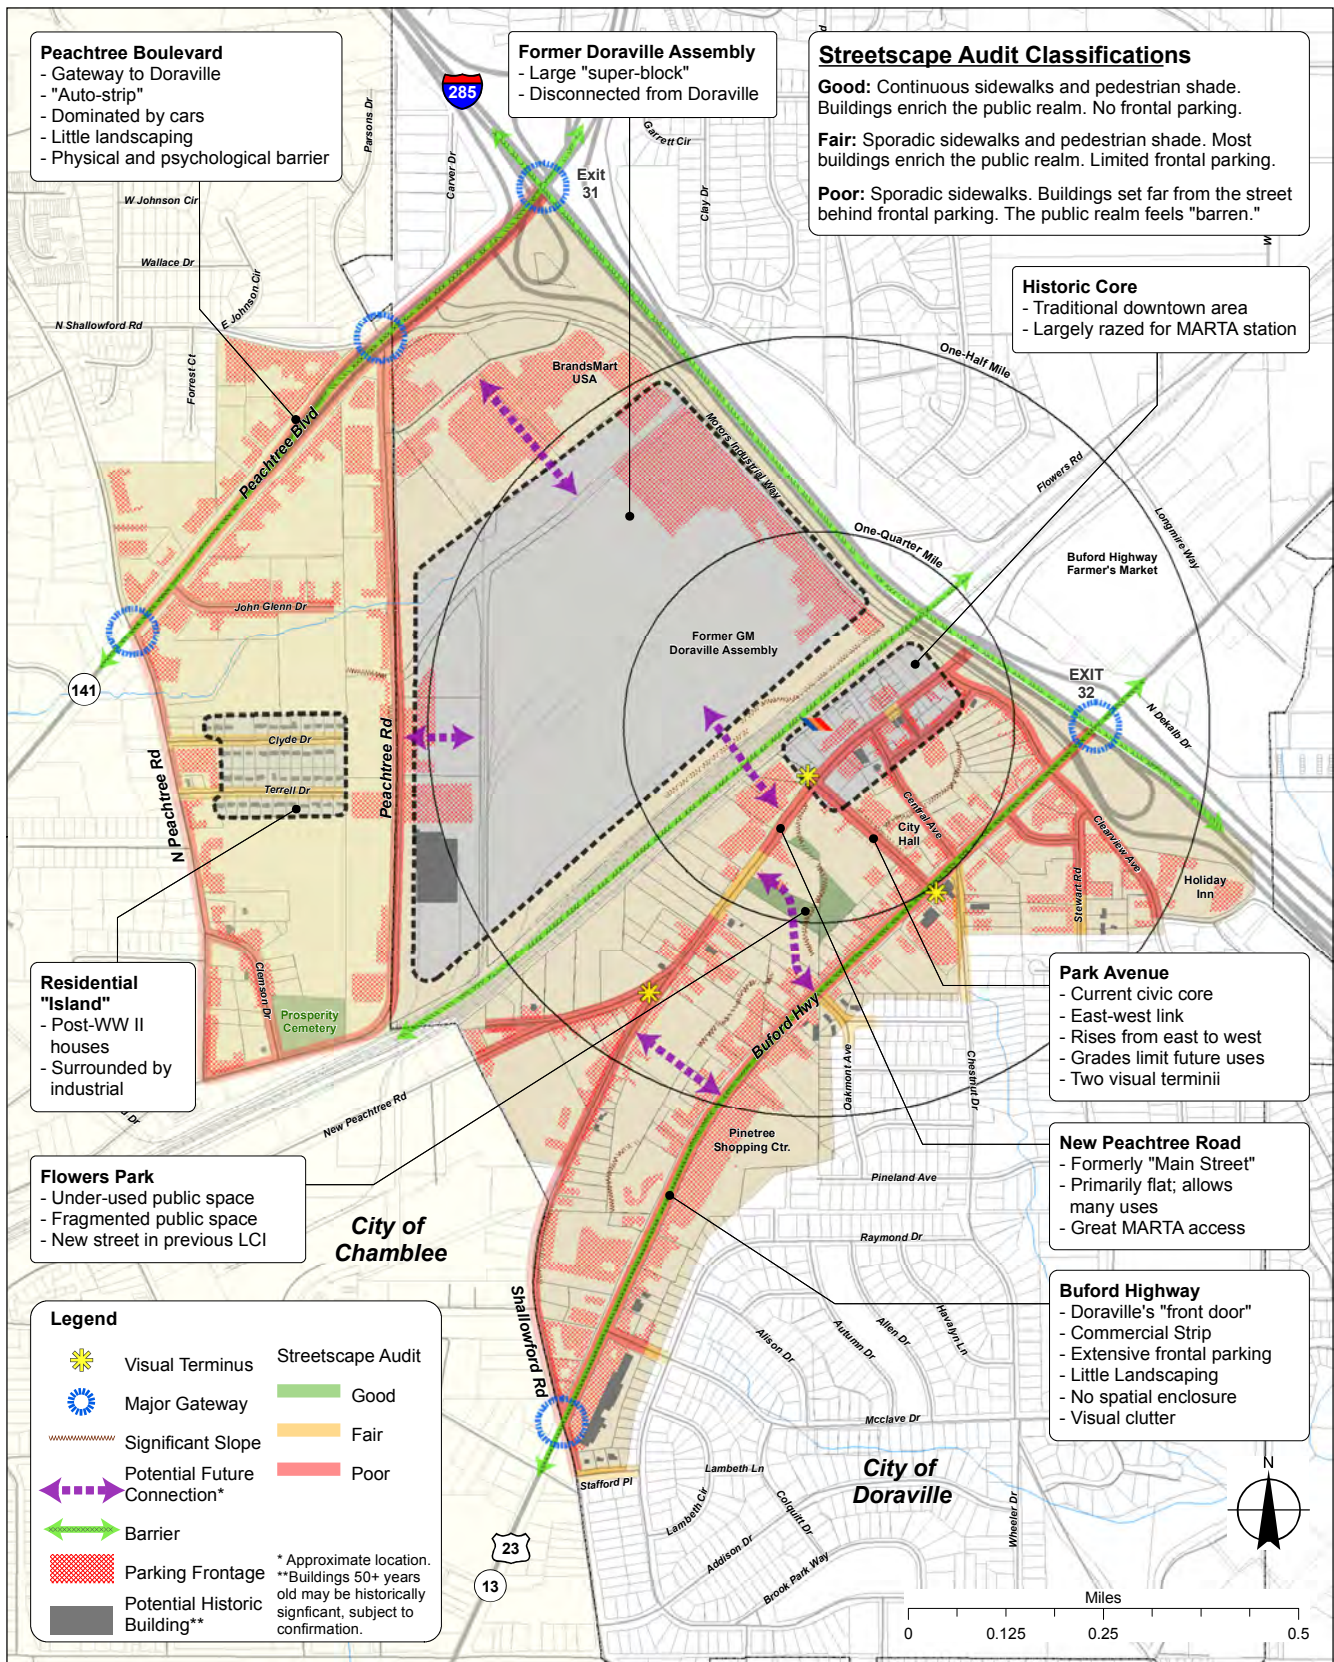 Peachtree Boulevard
- Gateway to Doraville
- "Auto-strip"
- Dominated by cars
- Little landscaping
- Physical and psychological barrier
Former Doraville Assembly
- Large "super-block"
- Disconnected from Doraville
Streetscape Audit Classifications
Good: Continuous sidewalks and pedestrian shade.
Buildings enrich the public realm. No frontal parking.
Fair: Sporadic sidewalks and pedestrian shade. Most
buildings enrich the public realm. Limited frontal parking.
Poor: Sporadic sidewalks. Buildings set far from the street
behind frontal parking. The public realm feels "barren."
Historic Core
- Traditional downtown area
- Largely razed for MARTA station
285
Exit
31
Parsons Dr
Carver Dr
Garrett Cir
Clay Dr
W Johnson Cir
Wallace Dr
E Johnson Cir
N Shallowford Rd
Forrest Ct
BrandsMart
USA
One-Half Mile
Motors Industrial Way
Peachtree Blvd
Flowers Rd
Longmire Way
One-Quarter Mile
Buford Highway
Farmer's Market
John Glenn Dr
Former GM
Doraville Assembly
EXIT
32
N Dekalb Dr
141
Clyde Dr
Terrell Dr
N Peachtree Rd
Peachtree Rd
Central Ave
City
Hall
Clearview Ave
Stewart Rd
Holiday
Inn
Residential
"Island"
- Post-WW II
houses
- Surrounded by
industrial
Clemson Dr
Prosperity
Cemetery
Buford Hwy
Park Avenue
- Current civic core
- East-west link
- Rises from east to west
- Grades limit future uses
- Two visual terminii
Oakmont Ave
Chestnut Dr
New Peachtree Rd
Pinetree
Shopping Ctr.
Pineland Ave
New Peachtree Road
- Formerly "Main Street"
- Primarily flat; allows
many uses
- Great MARTA access
Flowers Park
- Under-used public space
- Fragmented public space
- New street in previous LCI
City of
Chamblee
Raymond Dr
Shallowford Rd
Alison Dr
Autumn Dr
Allen Dr
Havalyn Ln
Buford Highway
- Doraville's "front door"
- Commercial Strip
- Extensive frontal parking
- Little Landscaping
- No spatial enclosure
- Visual clutter
Mcclave Dr
Lambeth Ln
City of
Doraville
Stafford Pl
Lambeth Cir
Colquitt Dr
Addison Dr
Brook Park Way
Wheeler Dr
23
13
Legend
Visual Terminus
Major Gateway
Significant Slope
Potential Future
Connection*
Barrier
Parking Frontage
Potential Historic
Building**
Streetscape Audit
Good
Fair
Poor
* Approximate location.
**Buildings 50+ years
old may be historically
signficant, subject to
confirmation.
N
Miles
0 0.125 0.25 0.5